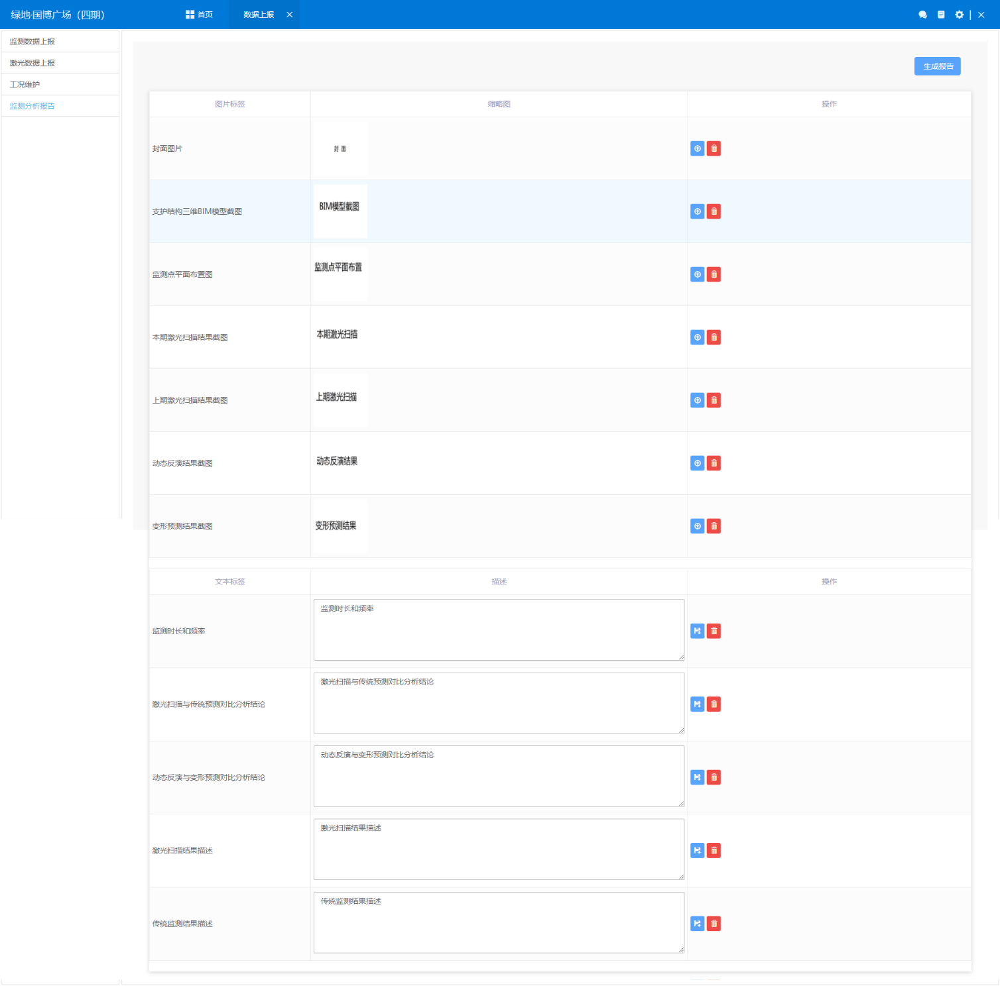 绿地·国博广场（四期）
首页
数据上报
监测数据上报
激光数据上报
工况维护
监测分析报告
生成报告
图片标签 缩略图 操作
封面图片 封 面
支护结构三维BIM模型截图 BIM模型截图
监测点平面布置图 监测点平面布置
本期激光扫描结果截图 本期激光扫描
上期激光扫描结果截图 上期激光扫描
动态反演结果截图 动态反演结果
变形预测结果截图 变形预测结果
文本标签 描述 操作
监测时长和频率 监测时长和频率
激光扫描与传统预测对比分析结论 激光扫描与传统预测对比分析结论
动态反演与变形预测对比分析结论 动态反演与变形预测对比分析结论
激光扫描结果描述 激光扫描结果描述
传统监测结果描述 传统监测结果描述